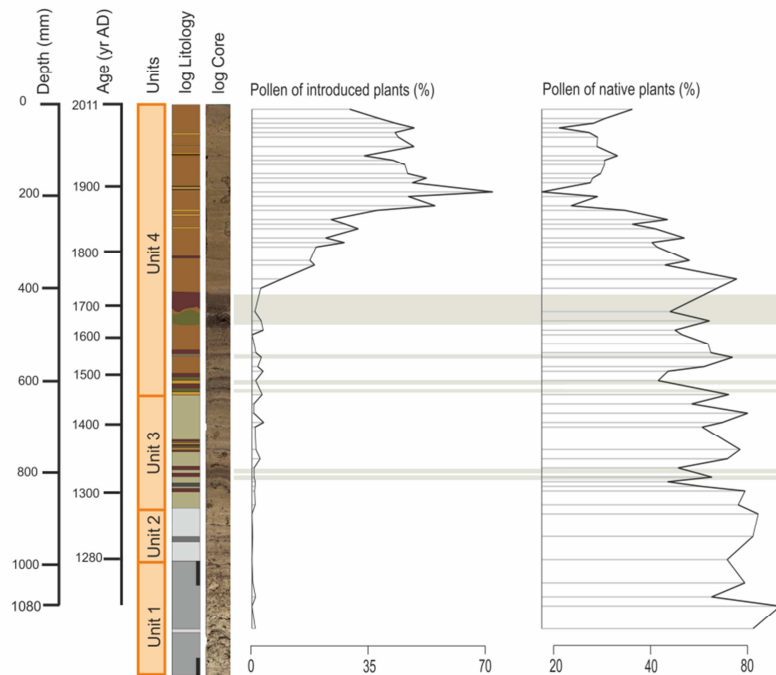 Depth (mm)
Age (yr AD)
Units
log Litology
log Core
Pollen of introduced plants (%)
Pollen of native plants (%)
0
200
400
600
800
1000
1080
2011
1900
1800
1700
1600
1500
1400
1300
1280
Unit 4
Unit 3
Unit 2
Unit 1
0 35 70
20 40 80